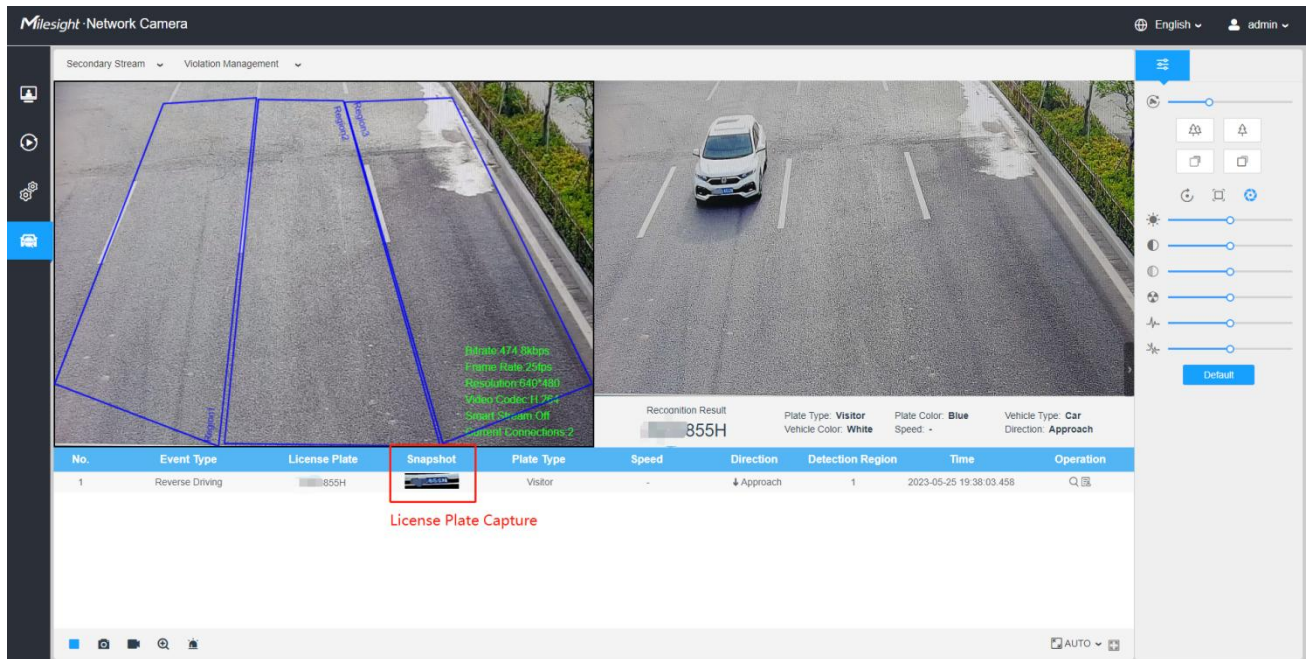 Milesight Network Camera
English
admin
Secondary Stream
Violation Management
Region2
Region3
Region1
Bitrate:474.8kbps
Frame Rate:25fps
Resolution:640*480
Video Codec:H.264
Smart Stream:Off
Current Connections:2
Recognition Result
855H
Plate Type: Visitor
Plate Color: Blue
Vehicle Type: Car
Vehicle Color: White
Speed: -
Direction: Approach
Default
No. Event Type License Plate Snapshot Plate Type Speed Direction Detection Region Time Operation
1 Reverse Driving 855H Visitor - Approach 1 2023-05-25 19:38:03.458
License Plate Capture
AUTO